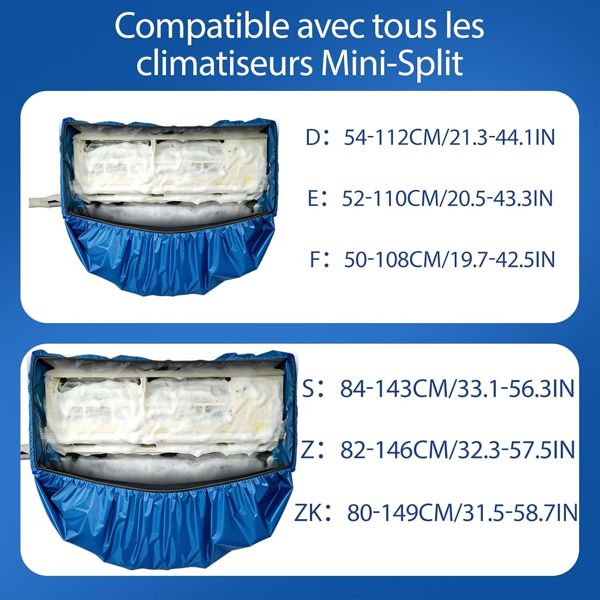 Compatible avec tous les
climatiseurs Mini-Split
D: 54-112CM/21.3-44.1IN
E: 52-110CM/20.5-43.3IN
F: 50-108CM/19.7-42.5IN
S: 84-143CM/33.1-56.3IN
Z: 82-146CM/32.3-57.5IN
ZK: 80-149CM/31.5-58.7IN